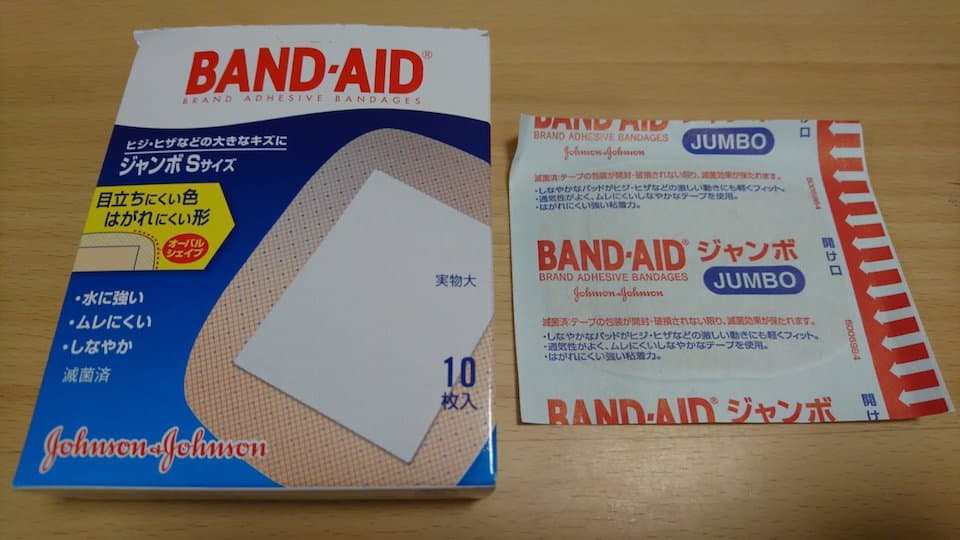 BAND-AID®
BRAND ADHESIVE BANDAGES
ヒジ・ヒザなどの大きなキズに
ジャンボ Sサイズ
目立ちにくい色
はがれにくい形
オーバル
シェイプ
・水に強い
・ムレにくい
・しなやか
滅菌済
実物大
10
枚入
Johnson & Johnson
BAND-AID ジャンボ
BRAND ADHESIVE BANDAGES JUMBO
Johnson & Johnson
滅菌済:テープの包装が開封・破損されない限り、滅菌効果が保たれます。
・しなやかなパッドがヒジ・ヒザなどの激しい動きにも軽くフィット。
・通気性がよく、ムレにくいしなやかなテープを使用。
・はがれにくい強い粘着力。
BAND-AID® ジャンボ
BRAND ADHESIVE BANDAGES JUMBO
Johnson & Johnson
滅菌済:テープの包装が開封・破損されない限り、滅菌効果が保たれます。
・しなやかなパッドがヒジ・ヒザなどの激しい動きにも軽くフィット。
・通気性がよく、ムレにくいしなやかなテープを使用。
・はがれにくい強い粘着力。
BAND-AID ジャンボ
け口
開け口
開け